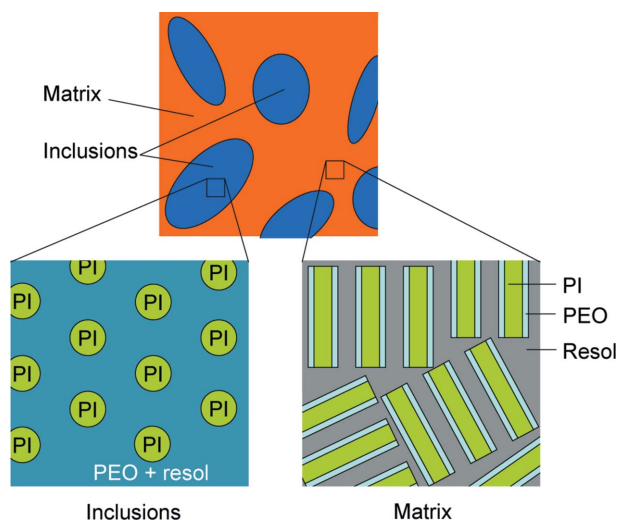 Matrix
Inclusions
PI PI
PI PI
PI PI
PI PI
PI PI
PI PI
PEO + resol
PI
PEO
Resol
Inclusions
Matrix